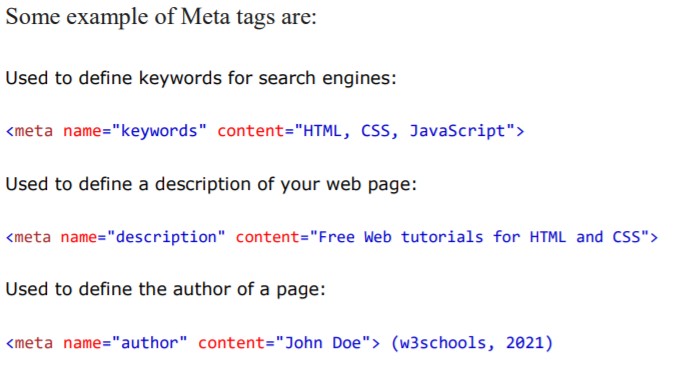 Some example of Meta tags are:
Used to define keywords for search engines:
<meta name="keywords" content="HTML, CSS, JavaScript">
Used to define a description of your web page:
<meta name="description" content="Free Web tutorials for HTML and CSS">
Used to define the author of a page:
<meta name="author" content="John Doe"> (w3schools, 2021)